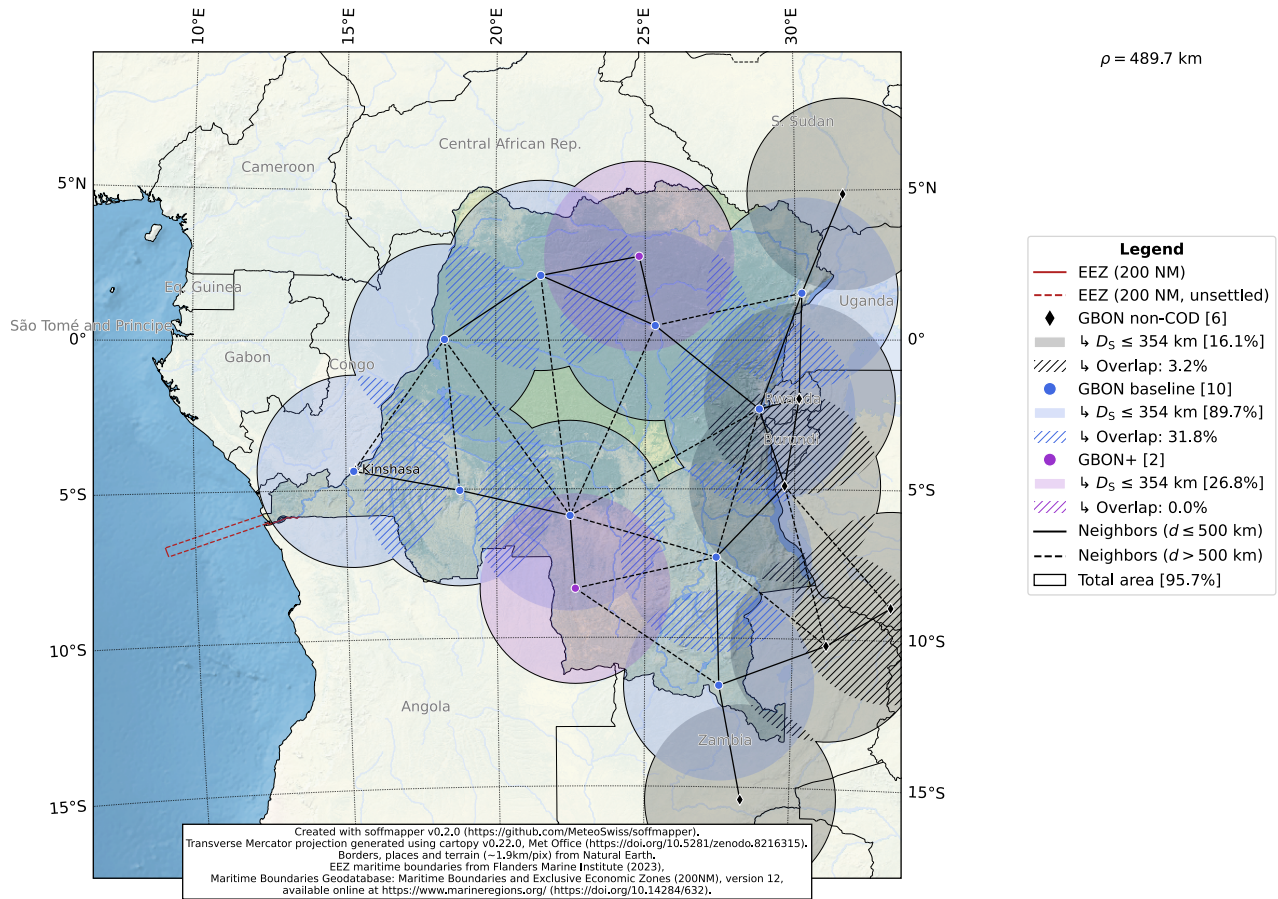 10°E
15°E
20°E
25°E
30°E
ρ = 489.7 km
S. Sudan
Central African Rep.
Cameroon
5°N
5°N
Eq. Guinea
Uganda
São Tomé and Principe
0°
0°
Gabon
Congo
Rwanda
Burundi
Kinshasa
5°S
5°S
10°S
10°S
Angola
Zambia
15°S
15°S
Legend
EEZ (200 NM)
EEZ (200 NM, unsettled)
GBON non-COD [6]
↳ D_S ≤ 354 km [16.1%]
↳ Overlap: 3.2%
GBON baseline [10]
↳ D_S ≤ 354 km [89.7%]
↳ Overlap: 31.8%
GBON+ [2]
↳ D_S ≤ 354 km [26.8%]
↳ Overlap: 0.0%
Neighbors (d ≤ 500 km)
Neighbors (d > 500 km)
Total area [95.7%]
Created with soffmapper v0.2.0 (https://github.com/MeteoSwiss/soffmapper).
Transverse Mercator projection generated using cartopy v0.22.0, Met Office (https://doi.org/10.5281/zenodo.8216315).
Borders, places and terrain (~1.9km/pix) from Natural Earth.
EEZ maritime boundaries from Flanders Marine Institute (2023),
Maritime Boundaries Geodatabase: Maritime Boundaries and Exclusive Economic Zones (200NM), version 12,
available online at https://www.marineregions.org/ (https://doi.org/10.14284/632).